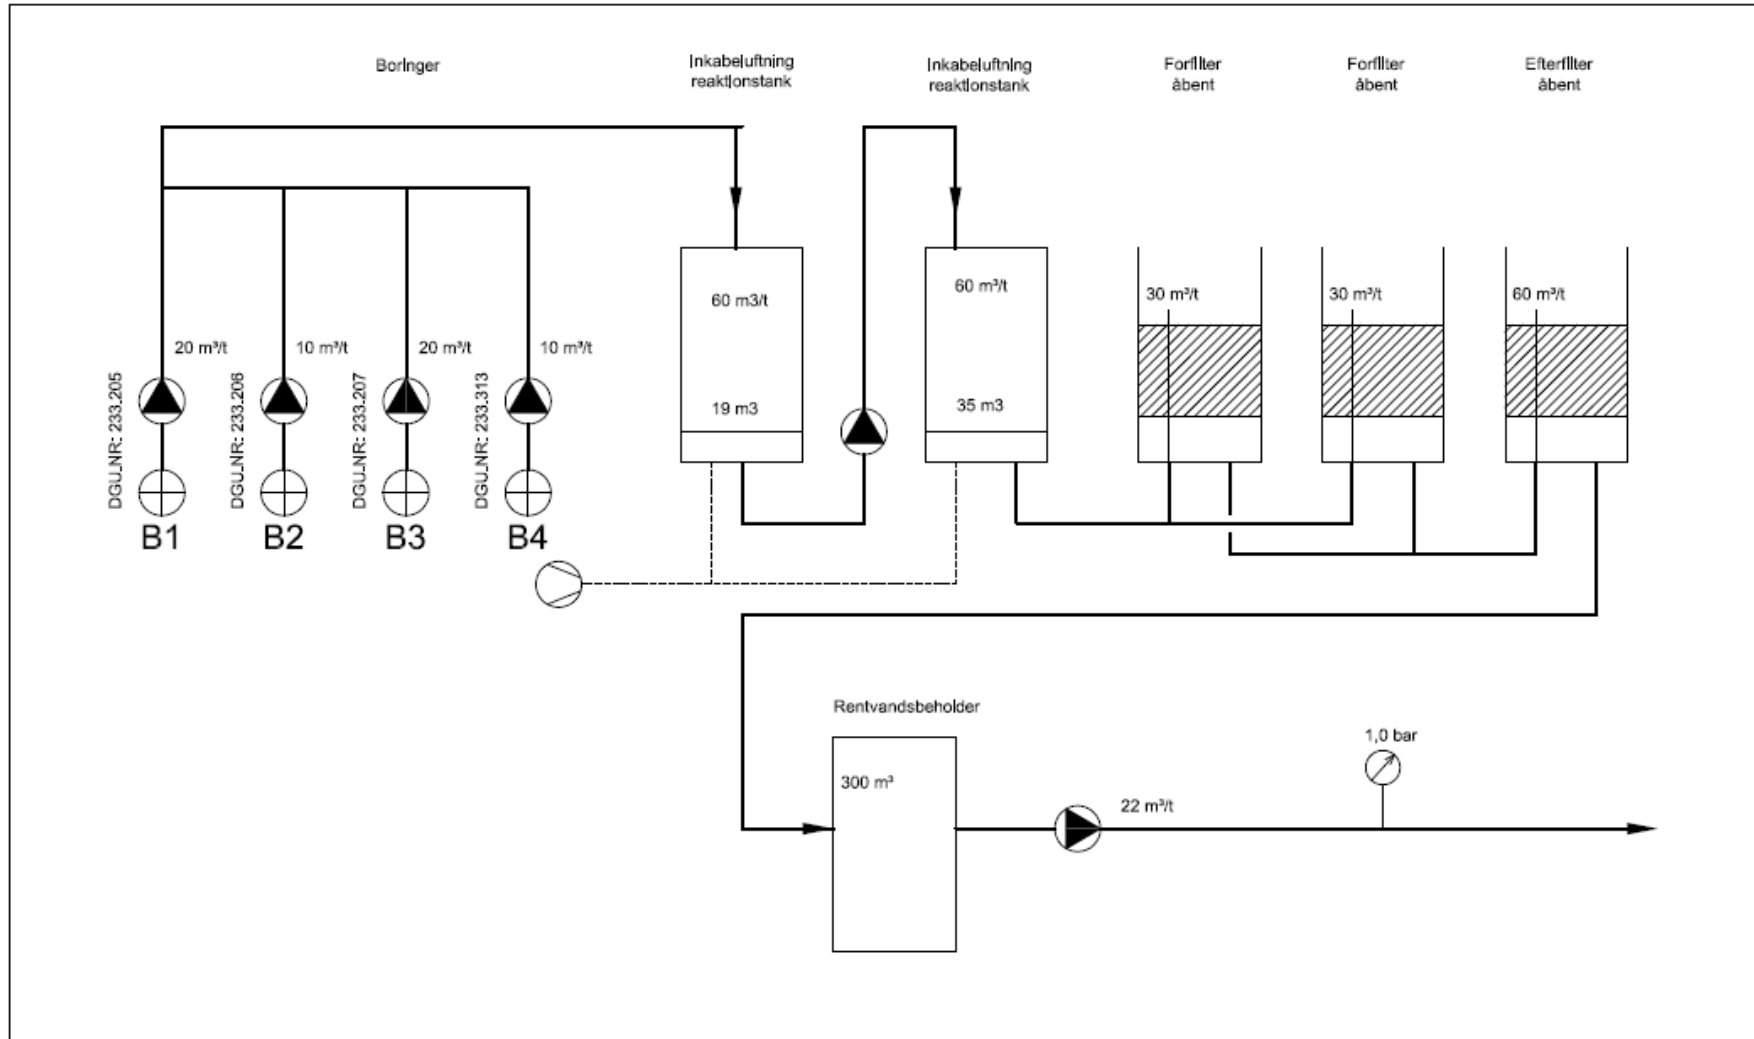 Boringer
Inkabeluftning
reaktionstank
Inkabeluftning
reaktionstank
Forfilter
åbent
Forfilter
åbent
Efterfilter
åbent
60 m3/t
19 m3
60 m³/t
35 m3
30 m³/t
30 m³/t
60 m³/t
20 m³/t
10 m³/t
20 m³/t
10 m³/t
DGU.NR: 233.205
DGU.NR: 233.206
DGU.NR: 233.207
DGU.NR: 233.313
B1
B2
B3
B4
Rentvandsbeholder
300 m³
22 m³/t
1,0 bar